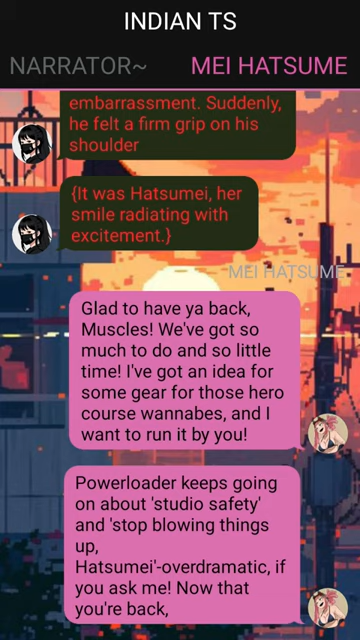 INDIAN TS
NARRATOR~ MEI HATSUME
embarrassment. Suddenly,
he felt a firm grip on his
shoulder
{It was Hatsumei, her
smile radiating with
excitement.}
MEI HATSUME
Glad to have ya back,
Muscles! We've got so
much to do and so little
time! I've got an idea for
some gear for those hero
course wannabes, and I
want to run it by you!
Powerloader keeps going
on about 'studio safety'
and 'stop blowing things
up,
Hatsumei'-overdramatic, if
you ask me! Now that
you're back,